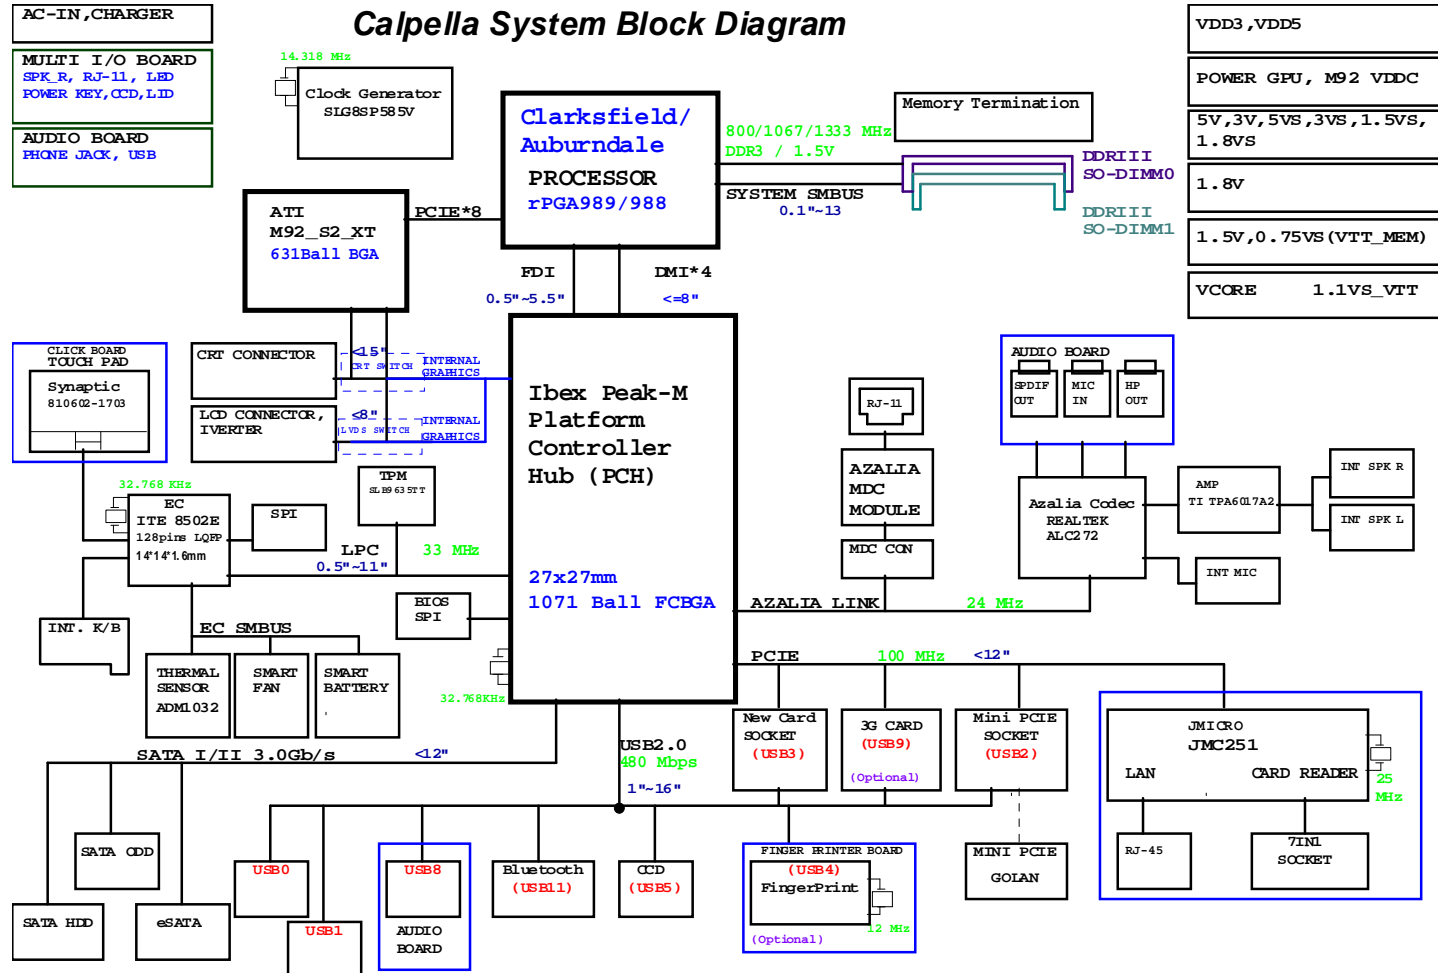 Calpella System Block Diagram
AC-IN,CHARGER
MULTI I/O BOARD
SPK_R, RJ-11, LED
POWER KEY,CCD,LID
AUDIO BOARD
PHONE JACK, USB
14.318 MHz
Clock Generator
SLG8SP585V
Clarksfield/
Auburndale
PROCESSOR
rPGA989/988
800/1067/1333 MHz
DDR3 / 1.5V
SYSTEM SMBUS
0.1"~13
Memory Termination
DDRIII
SO-DIMM0
DDRIII
SO-DIMM1
VDD3,VDD5
POWER GPU, M92 VDDC
5V,3V,5VS,3VS,1.5VS,
1.8VS
1.8V
1.5V,0.75VS(VTT_MEM)
VCORE 1.1VS_VTT
ATI
M92_S2_XT
631Ball BGA
PCIE*8
FDI
0.5"~5.5"
DMI*4
<=8"
CLICK BOARD
TOUCH PAD
Synaptic
810602-1703
CRT CONNECTOR
<15"
CRT SWITCH
INTERNAL
GRAPHICS
LCD CONNECTOR,
IVERTER
<8"
LVDS SWITCH
INTERNAL
GRAPHICS
Ibex Peak-M
Platform
Controller
Hub (PCH)
27x27mm
1071 Ball FCBGA
TPM
SLB9635TT
32.768 KHz
EC
ITE 8502E
128pins LQFP
14*14*1.6mm
SPI
LPC
0.5"~11"
33 MHz
BIOS
SPI
32.768KHz
INT. K/B
EC SMBUS
THERMAL
SENSOR
ADM1032
SMART
FAN
SMART
BATTERY
RJ-11
AZALIA
MDC
MODULE
MDC CON
AZALIA LINK
24 MHz
AUDIO BOARD
SPDIF
OUT
MIC
IN
HP
OUT
Azalia Codec
REALTEK
ALC272
AMP
TI TPA6017A2
INT SPK R
INT SPK L
INT MIC
PCIE
100 MHz
<12"
New Card
SOCKET
(USB3)
3G CARD
(USB9)
(Optional)
Mini PCIE
SOCKET
(USB2)
JMICRO
JMC251
LAN
CARD READER
25
MHz
RJ-45
7IN1
SOCKET
SATA I/II 3.0Gb/s
<12"
USB2.0
480 Mbps
1"~16"
SATA HDD
SATA ODD
eSATA
USB0
USB1
USB8
AUDIO
BOARD
Bluetooth
(USB11)
CCD
(USB5)
FINGER PRINTER BOARD
(USB4)
FingerPrint
12 MHz
(Optional)
MINI PCIE
GOLAN